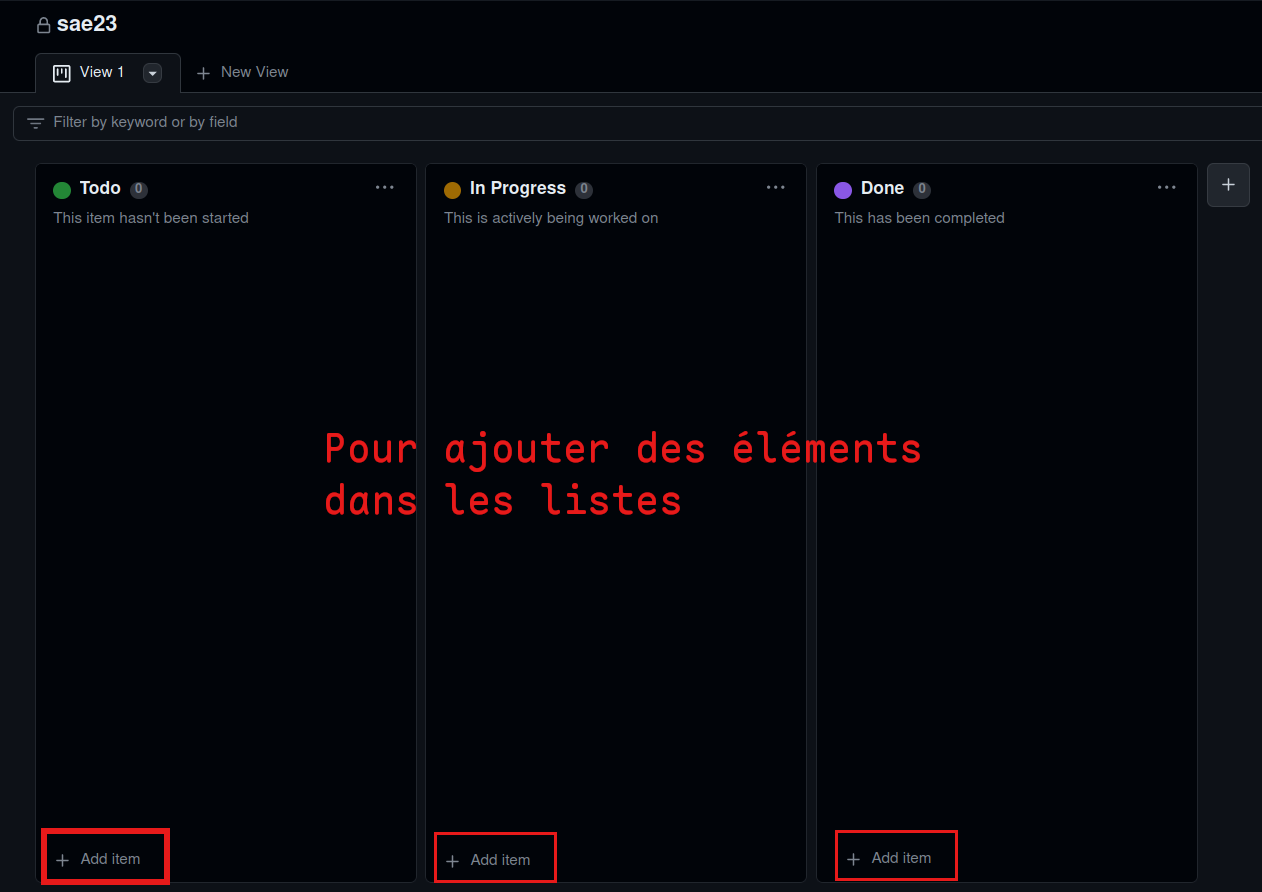 sae23
View 1
New View
Filter by keyword or by field
Todo 0
This item hasn't been started
In Progress 0
This is actively being worked on
Done 0
This has been completed
Pour ajouter des éléments
dans les listes
Add item
Add item
Add item